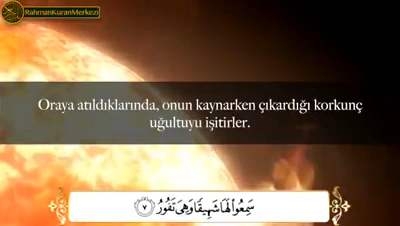 RahmanKuranMerkezi
Oraya atıldıklarında, onun kaynarken çıkardığı korkunç
uğultuyu işitirler.
سَمِعُوا۟ لَهَا شَهِيقًا وَهِىَ تَفُورُ ٧